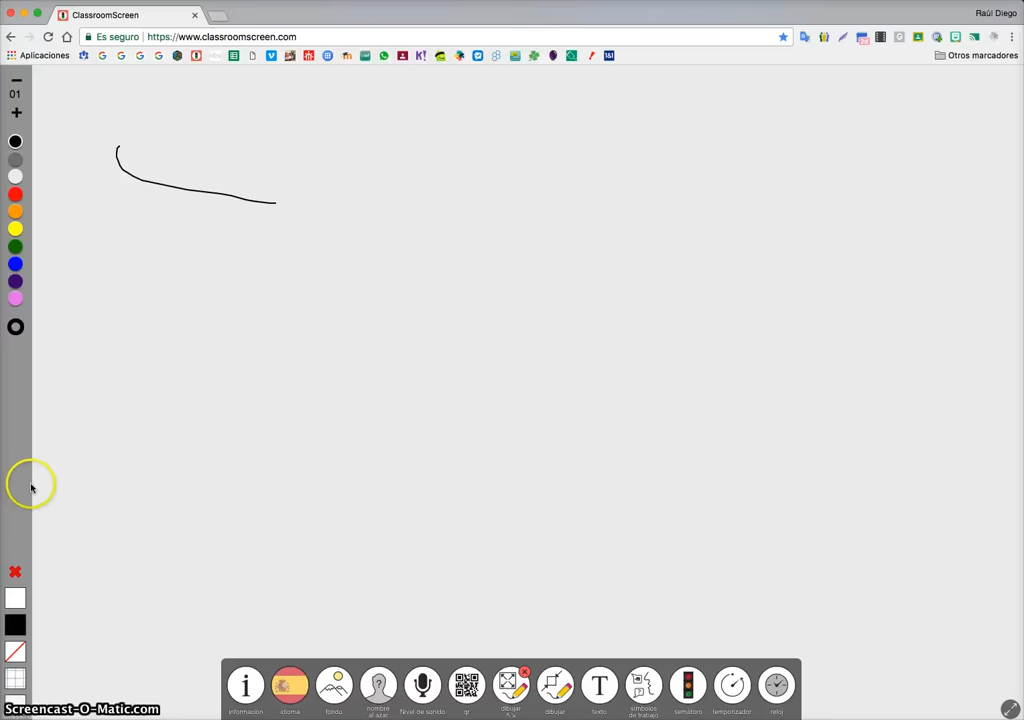 ClassroomScreen
Raúl Diego
Es seguro | https://www.classroomscreen.com
Aplicaciones
Otros marcadores
01
información
idioma
fondo
nombre al azar
Nivel de sonido
qr
dibujar
dibujar
texto
símbolos de trabajo
semáforo
temporizador
reloj
Screencast-O-Matic.com